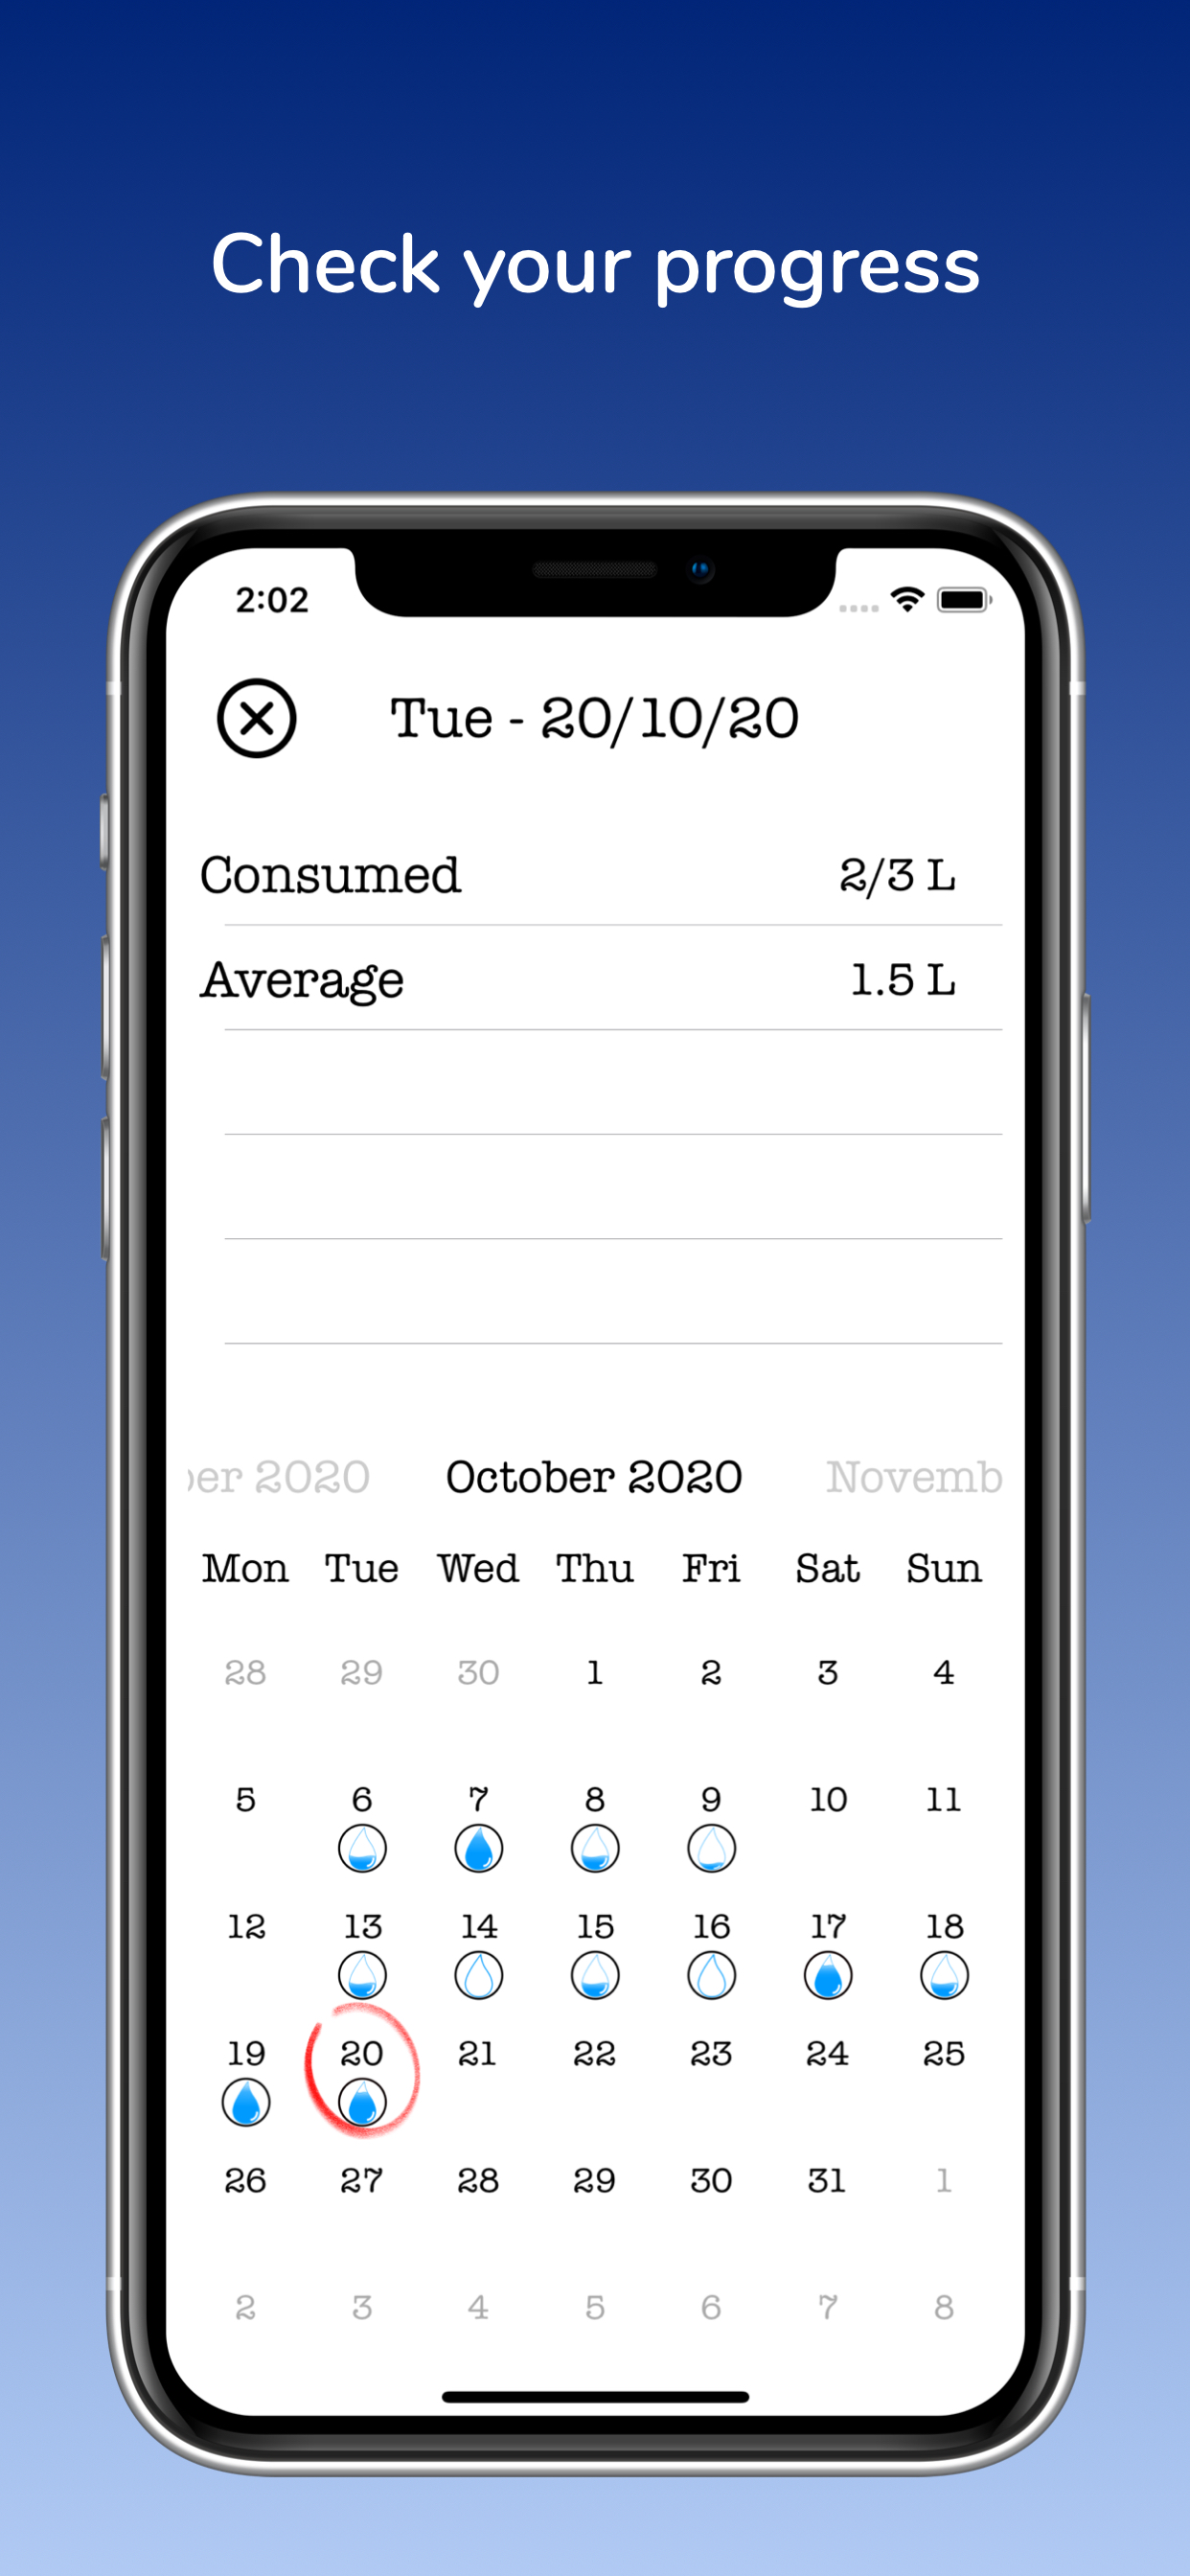 Check your progress
2:02
Tue - 20/10/20
Consumed 2/3 L
Average 1.5 L
ber 2020 October 2020 Novemb
Mon Tue Wed Thu Fri Sat Sun
28 29 30 1 2 3 4
5 6 7 8 9 10 11
12 13 14 15 16 17 18
19 20 21 22 23 24 25
26 27 28 29 30 31 1
2 3 4 5 6 7 8